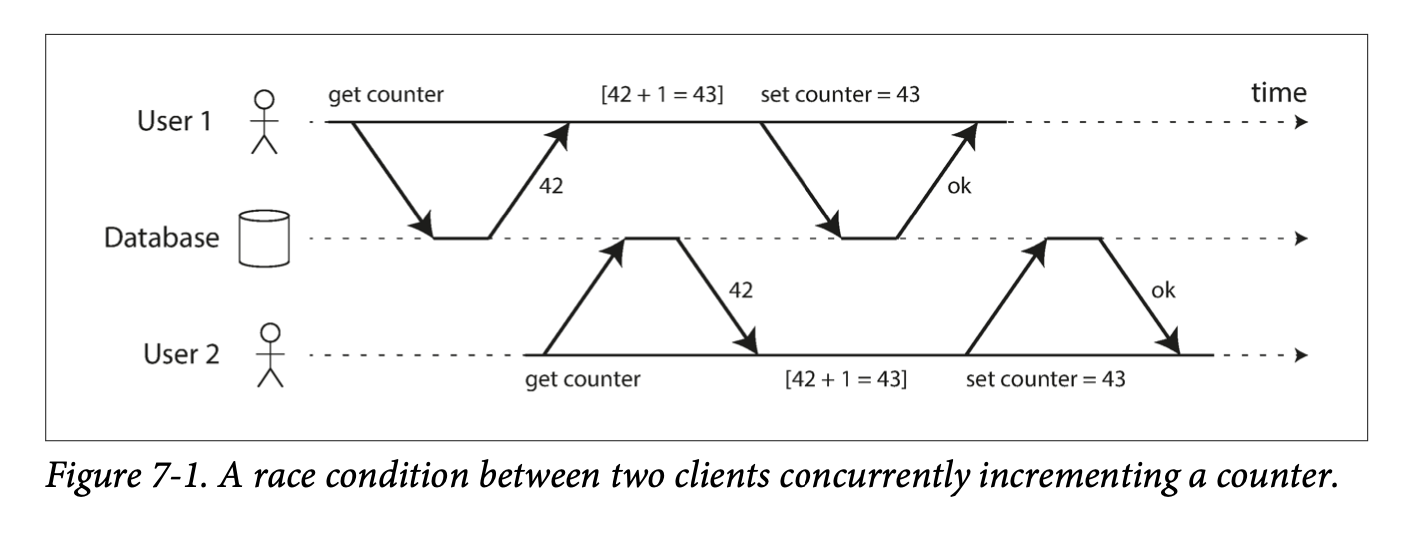 get counter [42 + 1 = 43] set counter = 43 time
User 1
42 ok
Database
42 ok
User 2
get counter [42 + 1 = 43] set counter = 43
Figure 7-1. A race condition between two clients concurrently incrementing a counter.